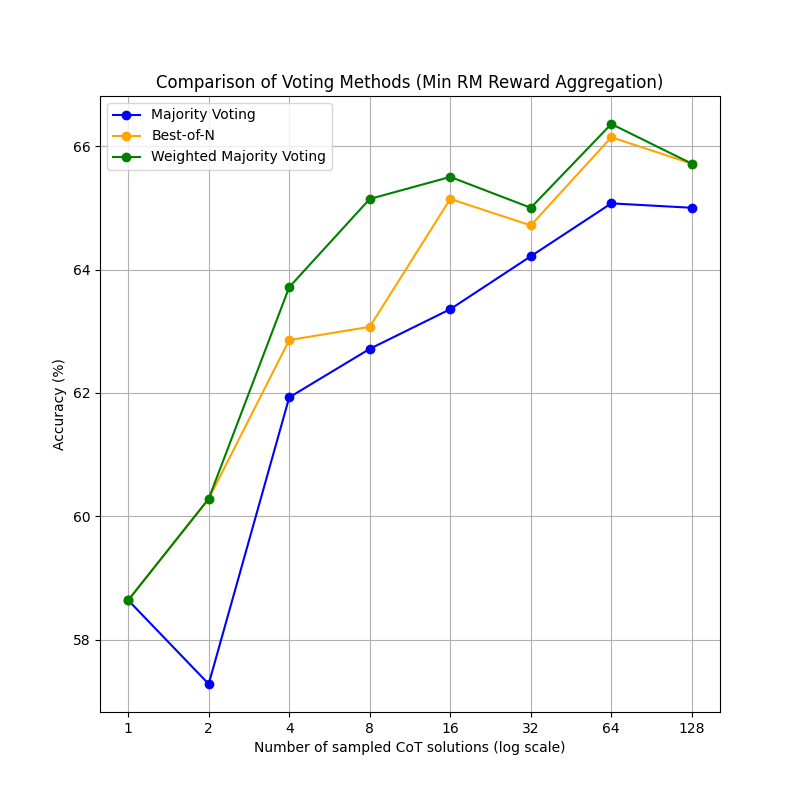 Comparison of Voting Methods (Min RM Reward Aggregation)
Majority Voting
Best-of-N
Weighted Majority Voting
Accuracy (%)
66
64
62
60
58
1 2 4 8 16 32 64 128
Number of sampled CoT solutions (log scale)